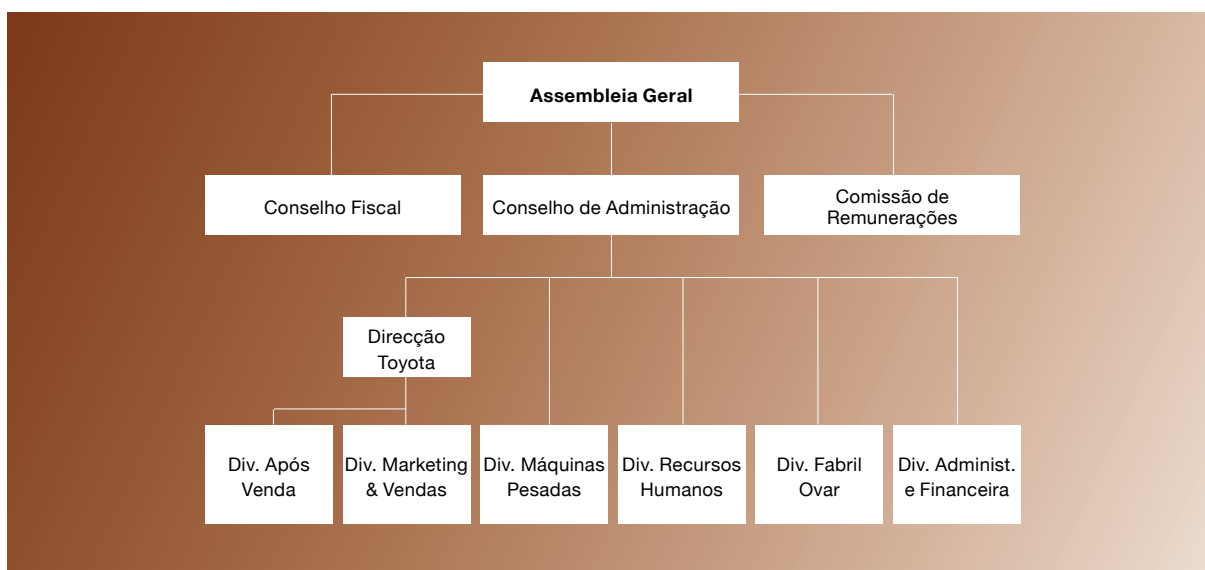 Assembleia Geral
Conselho Fiscal
Conselho de Administração
Comissão de
Remunerações
Direcção
Toyota
Div. Após
Venda
Div. Marketing
& Vendas
Div. Máquinas
Pesadas
Div. Recursos
Humanos
Div. Fabril
Ovar
Div. Administ.
e Financeira